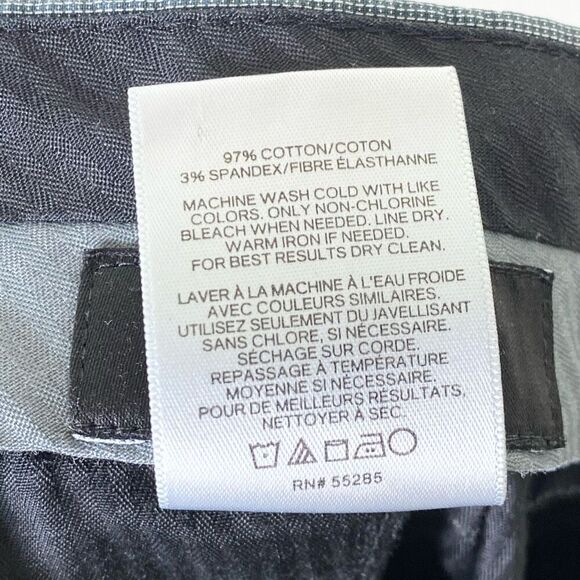 97% COTTON/COTON
3% SPANDEX/FIBRE ÉLASTHANNE
MACHINE WASH COLD WITH LIKE
COLORS. ONLY NON-CHLORINE
BLEACH WHEN NEEDED. LINE DRY.
WARM IRON IF NEEDED.
FOR BEST RESULTS DRY CLEAN.
LAVER À LA MACHINE À L'EAU FROIDE
AVEC COULEURS SIMILAIRES.
UTILISEZ SEULEMENT DU JAVELLISANT
SANS CHLORE, SI NÉCESSAIRE.
SÉCHAGE SUR CORDE.
REPASSAGE À TEMPÉRATURE
MOYENNE SI NÉCESSAIRE.
POUR DE MEILLEURS RÉSULTATS,
NETTOYER À SEC.
RN# 55285